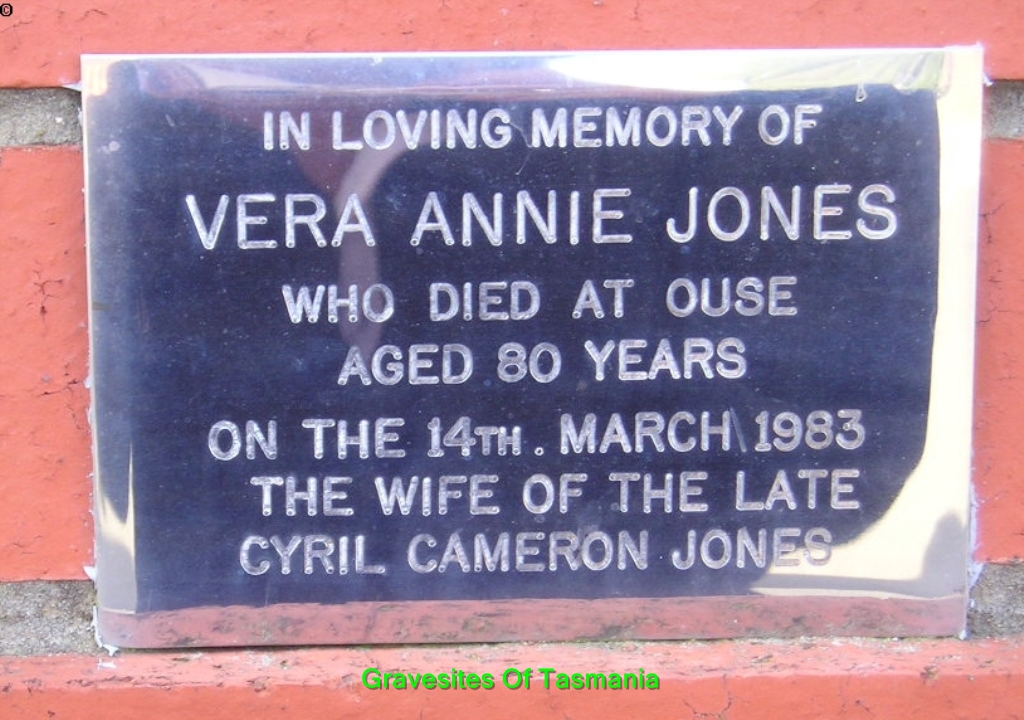 ©
IN LOVING MEMORY OF
VERA ANNIE JONES
WHO DIED AT OUSE
AGED 80 YEARS
ON THE 14TH. MARCH 1983
THE WIFE OF THE LATE
CYRIL CAMERON JONES
Gravesites Of Tasmania